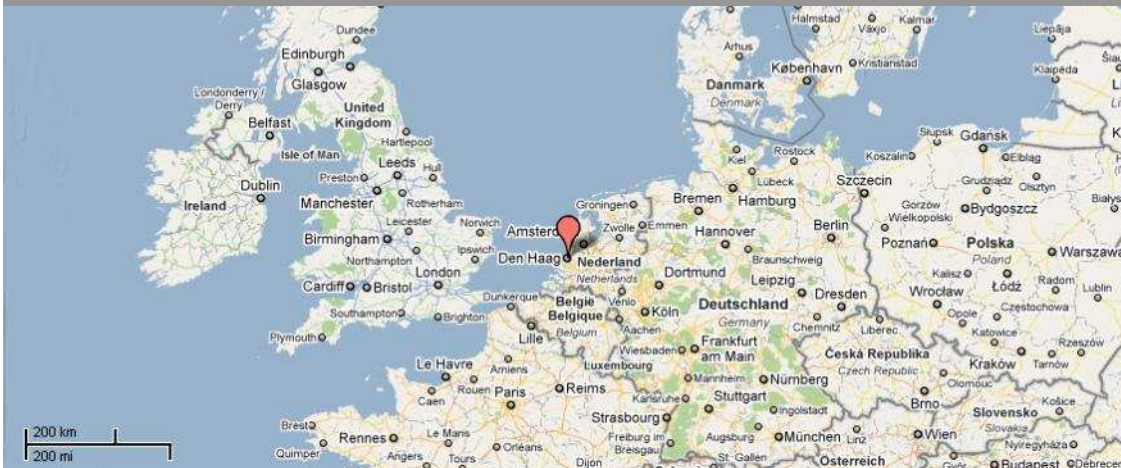 Dundee
Edinburgh
Glasgow
Londonderry /
Derry
Belfast
United
Kingdom
Hartlepool
Isle of Man
Leeds
Preston
Hull
Dublin
Ireland
Manchester
Rotherham
Leicester
Norwich
Birmingham
Ipswich
Northampton
London
Cardiff
Bristol
Southampton
Brighton
Plymouth
Halmstad
Växjo
Kalmar
Liepāja
Arhus
København
Kristianstad
Klaipėda
Danmark
Denmark
Słupsk
Gdańsk
Kiel
Rostock
Koszalin
Elblag
Lübeck
Szczecin
Grudziądz
Olsztyn
Groningen
Bremen
Hamburg
Gorzów
Wielkopolski
Bydgoszcz
Zwolle
Emmen
Hannover
Berlin
Poznań
Polska
Poland
Warszawa
Den Haag
Nederland
Netherlands
Braunschweig
Dortmund
Leipzig
Kalisz
Łódź
Radom
Dunkerque
België
Belgique
Belgium
Venlo
Deutschland
Germany
Dresden
Wrocław
Lublin
Lille
Köln
Aachen
Chemnitz
Liberec
Opole
Częstochowa
Katowice
Wiesbaden
Frankfurt
am Main
Česká Republika
Czech Republic
Kraków
Rzeszów
Tarnów
Le Havre
Amiens
Luxembourg
Rouen
Caen
Paris
Reims
Mannheim
Nürnberg
Olomouc
Karlsruhe
Brno
Košice
Strasbourg
Stuttgart
Ingolstadt
Slovensko
Slovakia
Brest
Quimper
Rennes
Le Mans
Orléans
Freiburg im
Breisgau
Augsburg
München
Linz
Wien
Nyíregyháza
Angers
Tours
Dijon
St. Gallen
Österreich
Győr
Budapest
Debrecen
200 km
200 mi